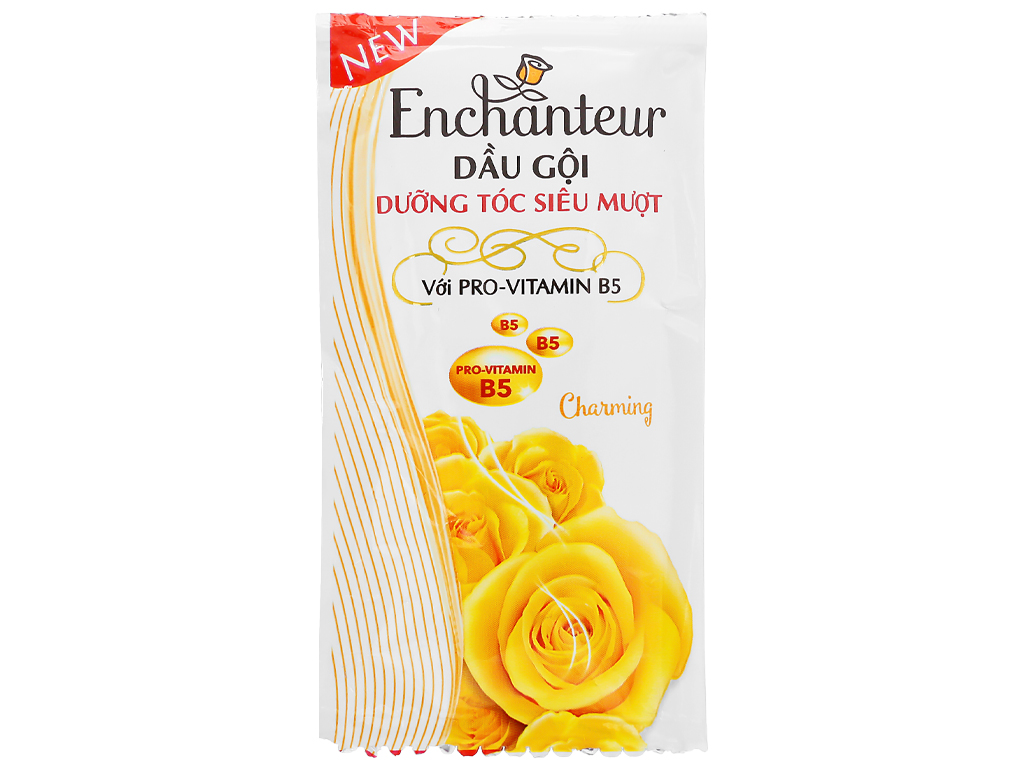 NEW
Enchanteur
DẦU GỘI
DƯỠNG TÓC SIÊU MƯỢT
Với PRO-VITAMIN B5
B5
B5
PRO-VITAMIN
B5
Charming